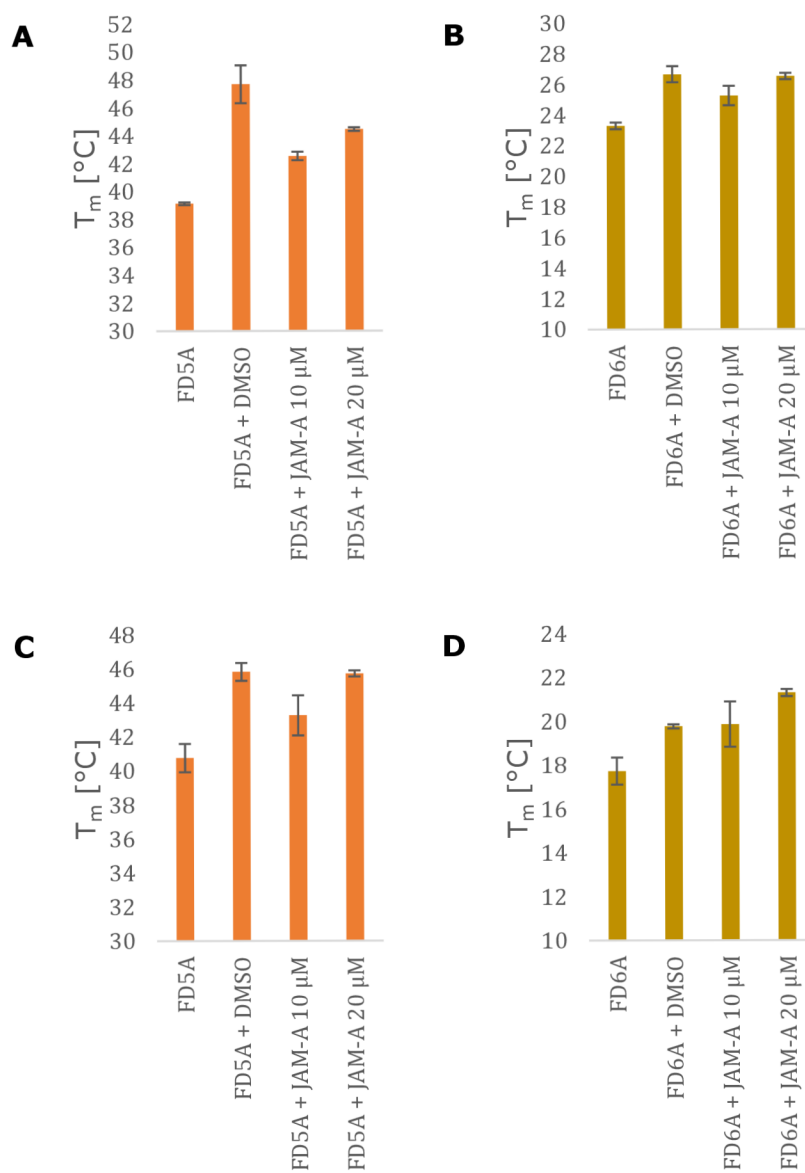 A
T_m [°C]
52
50
48
46
44
42
40
38
36
34
32
30
FD5A
FD5A + DMSO
FD5A + JAM-A 10 µM
FD5A + JAM-A 20 µM
B
T_m [°C]
30
28
26
24
22
20
18
16
14
12
10
FD6A
FD6A + DMSO
FD6A + JAM-A 10 µM
FD6A + JAM-A 20 µM
C
T_m [°C]
48
46
44
42
40
38
36
34
32
30
FD5A
FD5A + DMSO
FD5A + JAM-A 10 µM
FD5A + JAM-A 20 µM
D
T_m [°C]
24
22
20
18
16
14
12
10
FD6A
FD6A + DMSO
FD6A + JAM-A 10 µM
FD6A + JAM-A 20 µM